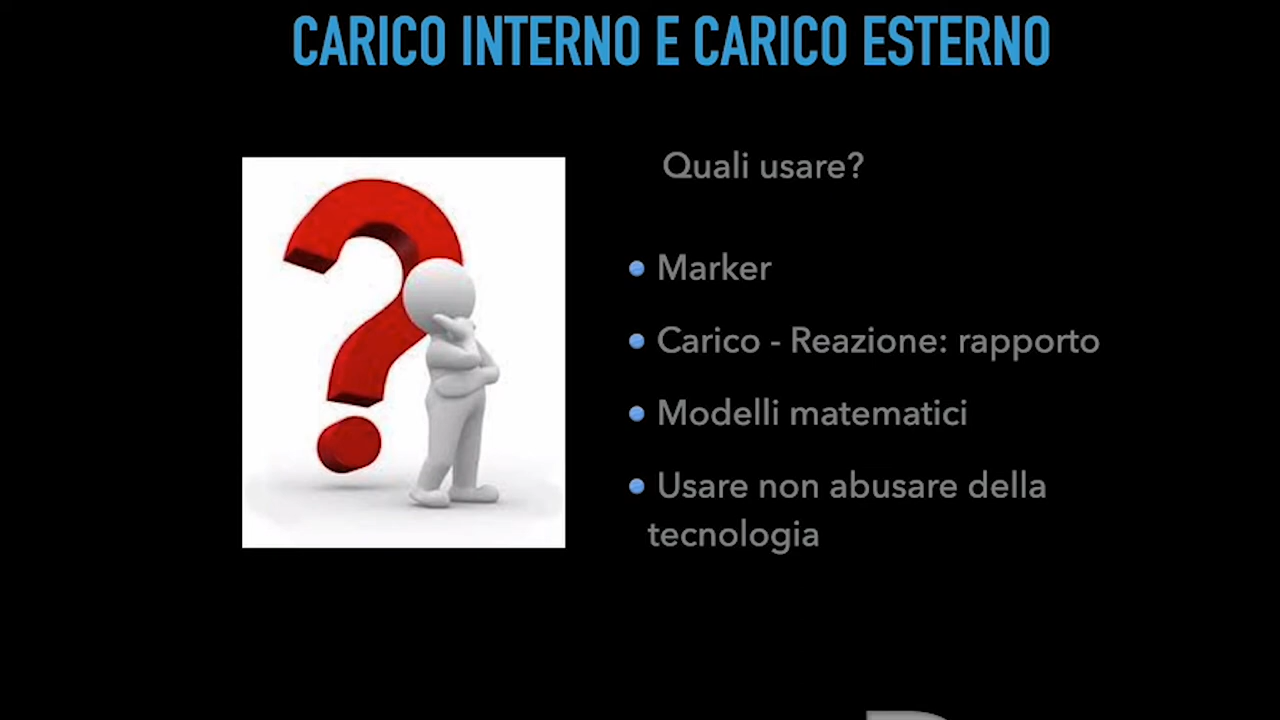 CARICO INTERNO E CARICO ESTERNO
Quali usare?
Marker
Carico - Reazione: rapporto
Modelli matematici
Usare non abusare della
tecnologia